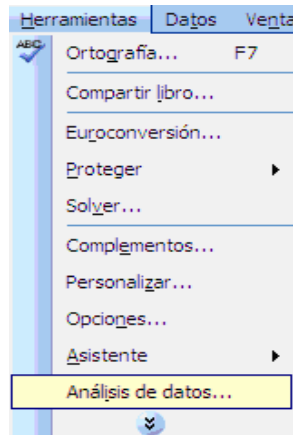 Herramientas Datos Venta
ABC
Ortografía... F7
Compartir libro...
Euroconversión...
Proteger
Solver...
Complementos...
Personalizar...
Opciones...
Asistente
Análisis de datos...